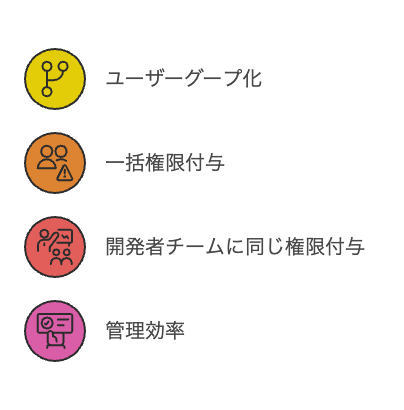 ユーザーグープ化
一括権限付与
開発者チームに同じ権限付与
管理効率